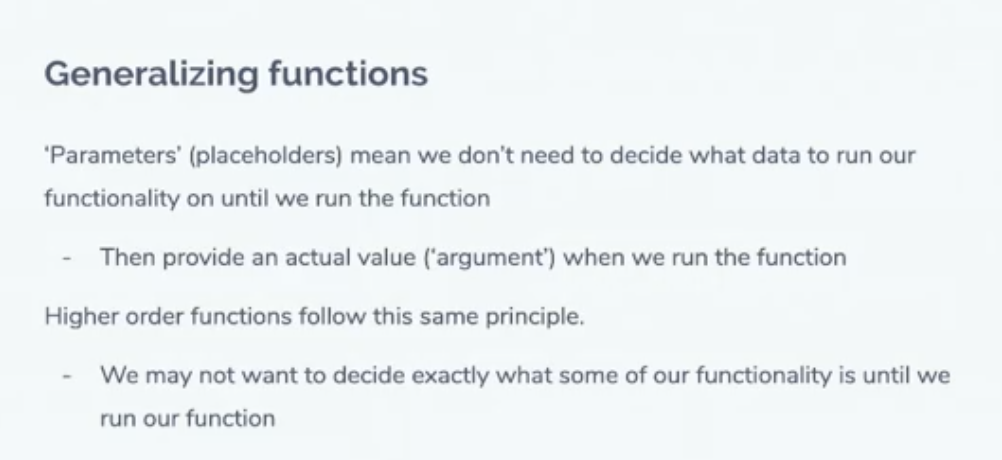 Generalizing functions
‘Parameters’ (placeholders) mean we don’t need to decide what data to run our
functionality on until we run the function
- Then provide an actual value (‘argument’) when we run the function
Higher order functions follow this same principle.
- We may not want to decide exactly what some of our functionality is until we
run our function